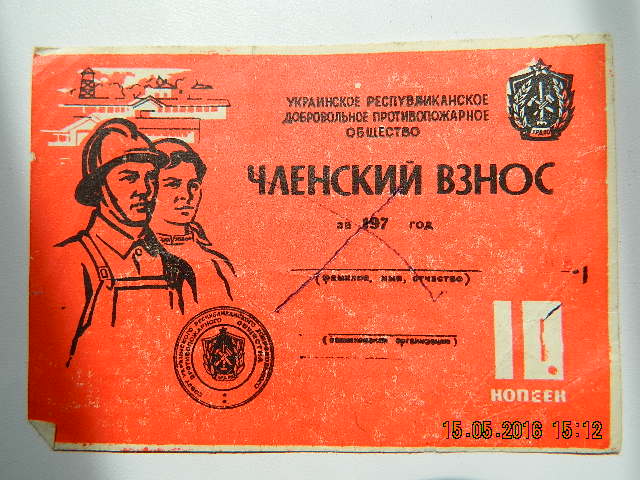 УКРАИНСКОЕ РЕСПУБЛИКАНСКОЕ
ДОБРОВОЛЬНОЕ ПРОТИВОПОЖАРНОЕ
ОБЩЕСТВО
ЧЛЕНСКИЙ ВЗНОС
за 197 год
(фамилия, имя, отчество)
(наименование организации)
10
КОПЕЕК
15.05.2016 15:12